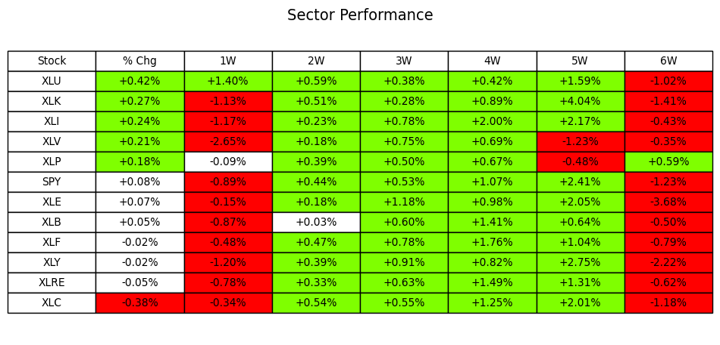 Sector Performance
Stock % Chg 1W 2W 3W 4W 5W 6W
XLU +0.42% +1.40% +0.59% +0.38% +0.42% +1.59% -1.02%
XLK +0.27% -1.13% +0.51% +0.28% +0.89% +4.04% -1.41%
XLI +0.24% -1.17% +0.23% +0.78% +2.00% +2.17% -0.43%
XLV +0.21% -2.65% +0.18% +0.75% +0.69% -1.23% -0.35%
XLP +0.18% -0.09% +0.39% +0.50% +0.67% -0.48% +0.59%
SPY +0.08% -0.89% +0.44% +0.53% +1.07% +2.41% -1.23%
XLE +0.07% -0.15% +0.18% +1.18% +0.98% +2.05% -3.68%
XLB +0.05% -0.87% +0.03% +0.60% +1.41% +0.64% -0.50%
XLF -0.02% -0.48% +0.47% +0.78% +1.76% +1.04% -0.79%
XLY -0.02% -1.20% +0.39% +0.91% +0.82% +2.75% -2.22%
XLRE -0.05% -0.78% +0.33% +0.63% +1.49% +1.31% -0.62%
XLC -0.38% -0.34% +0.54% +0.55% +1.25% +2.01% -1.18%